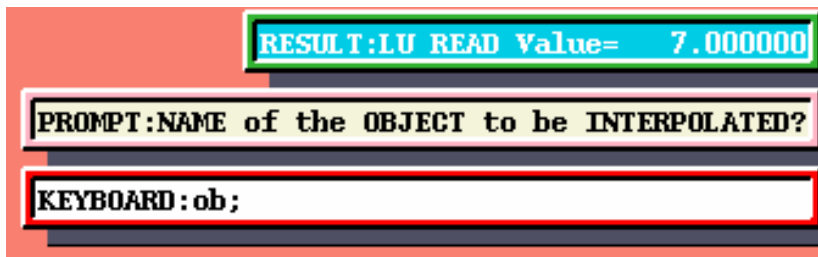 RESULT:LU READ Value=   7.000000
PROMPT:NAME of the OBJECT to be INTERPOLATED?
KEYBOARD:ob;